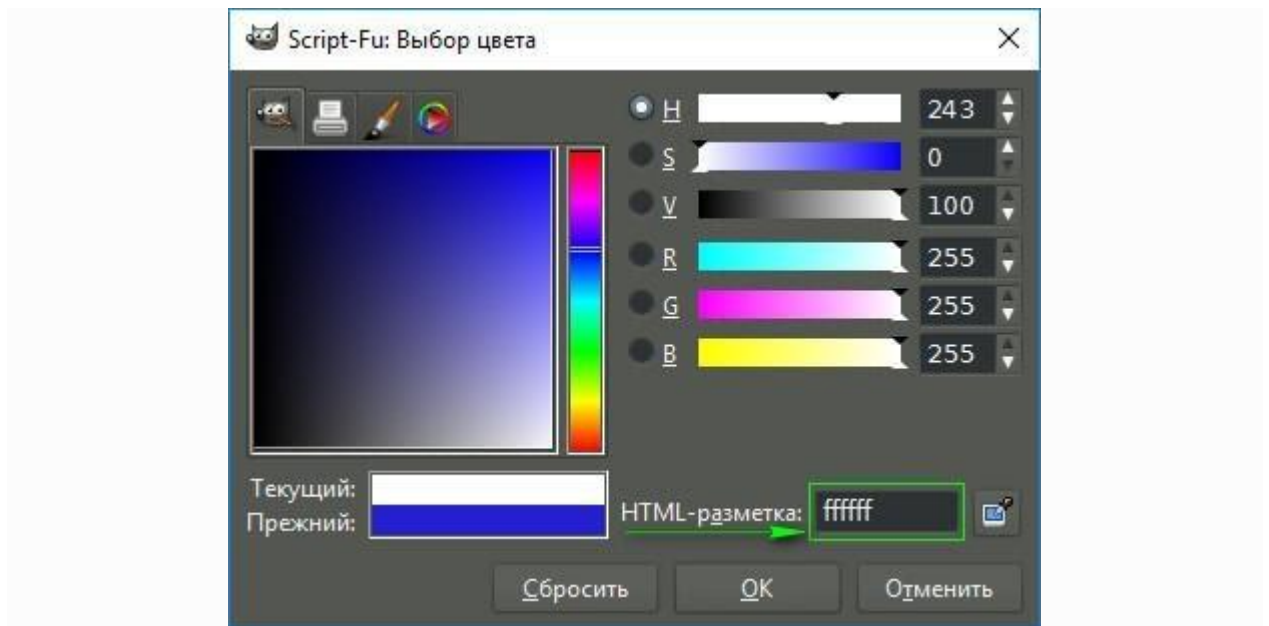 Script-Fu: Выбор цвета
H 243
S 0
V 100
R 255
G 255
B 255
Текущий:
Прежний:
HTML-разметка: ffffff
Сбросить OK Отменить